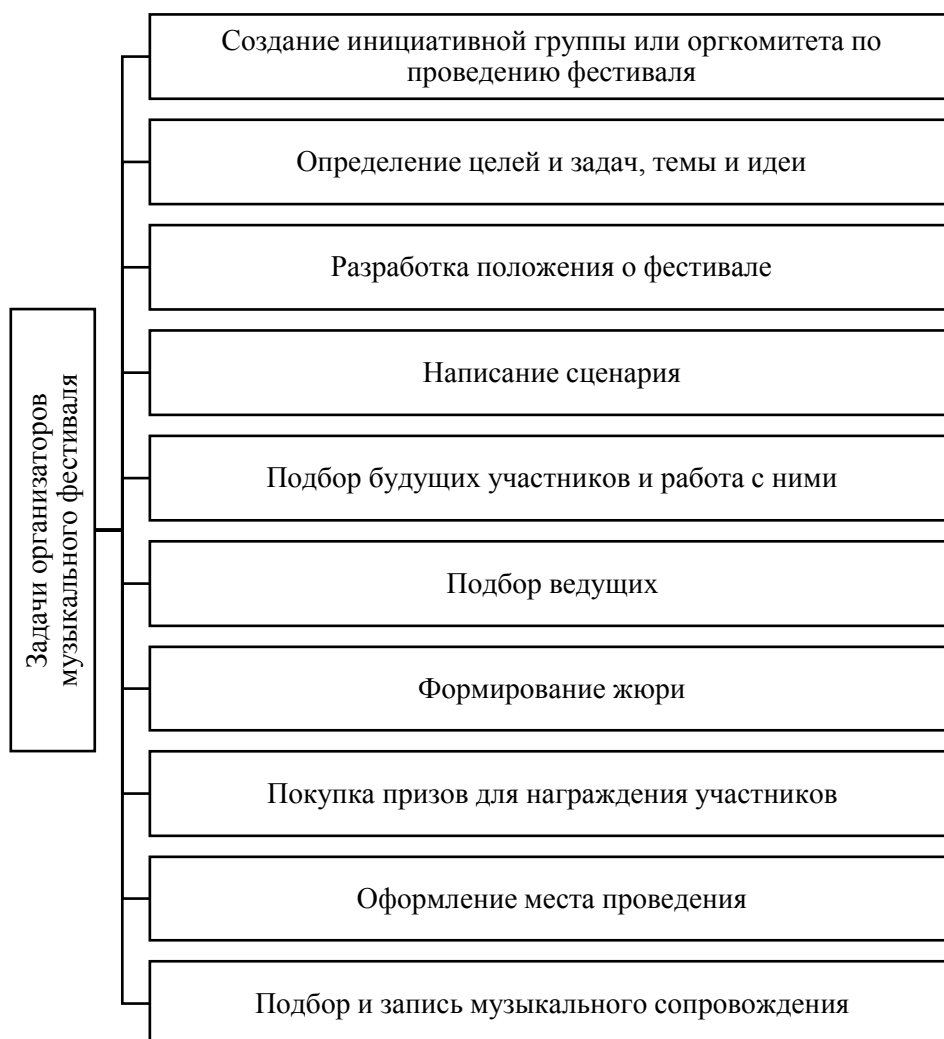 Задачи организаторов
музыкального фестиваля
Создание инициативной группы или оргкомитета по
проведению фестиваля
Определение целей и задач, темы и идеи
Разработка положения о фестивале
Написание сценария
Подбор будущих участников и работа с ними
Подбор ведущих
Формирование жюри
Покупка призов для награждения участников
Оформление места проведения
Подбор и запись музыкального сопровождения